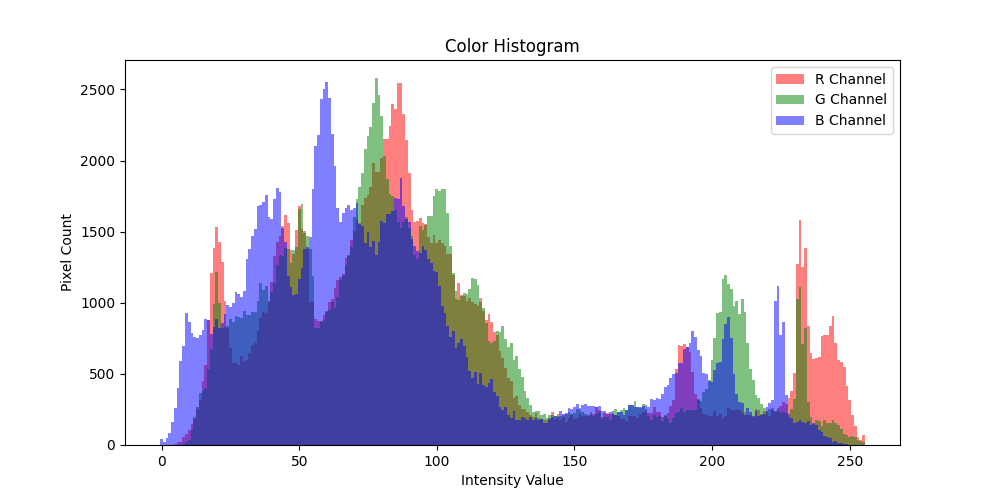 Color Histogram
R Channel
G Channel
B Channel
Pixel Count
2500
2000
1500
1000
500
0
0 50 100 150 200 250
Intensity Value